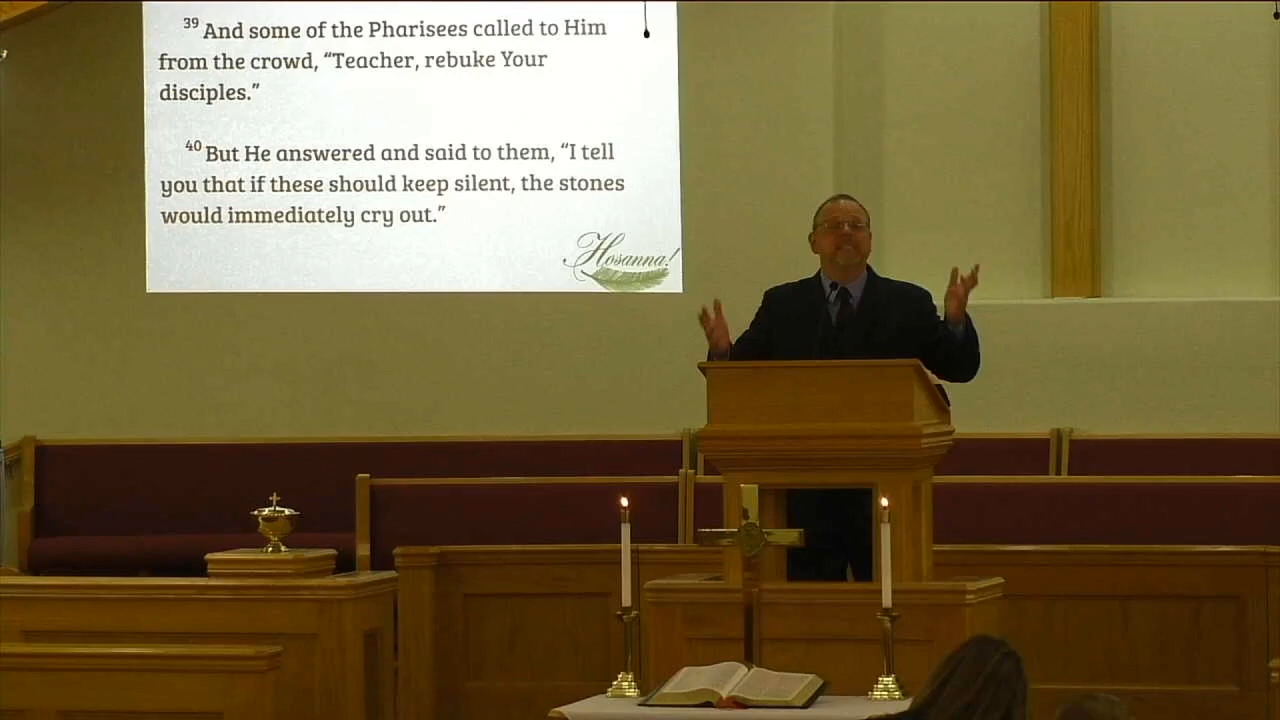 39 And some of the Pharisees called to Him
from the crowd, “Teacher, rebuke Your
disciples.”
40 But He answered and said to them, “I tell
you that if these should keep silent, the stones
would immediately cry out.”
Hosanna!